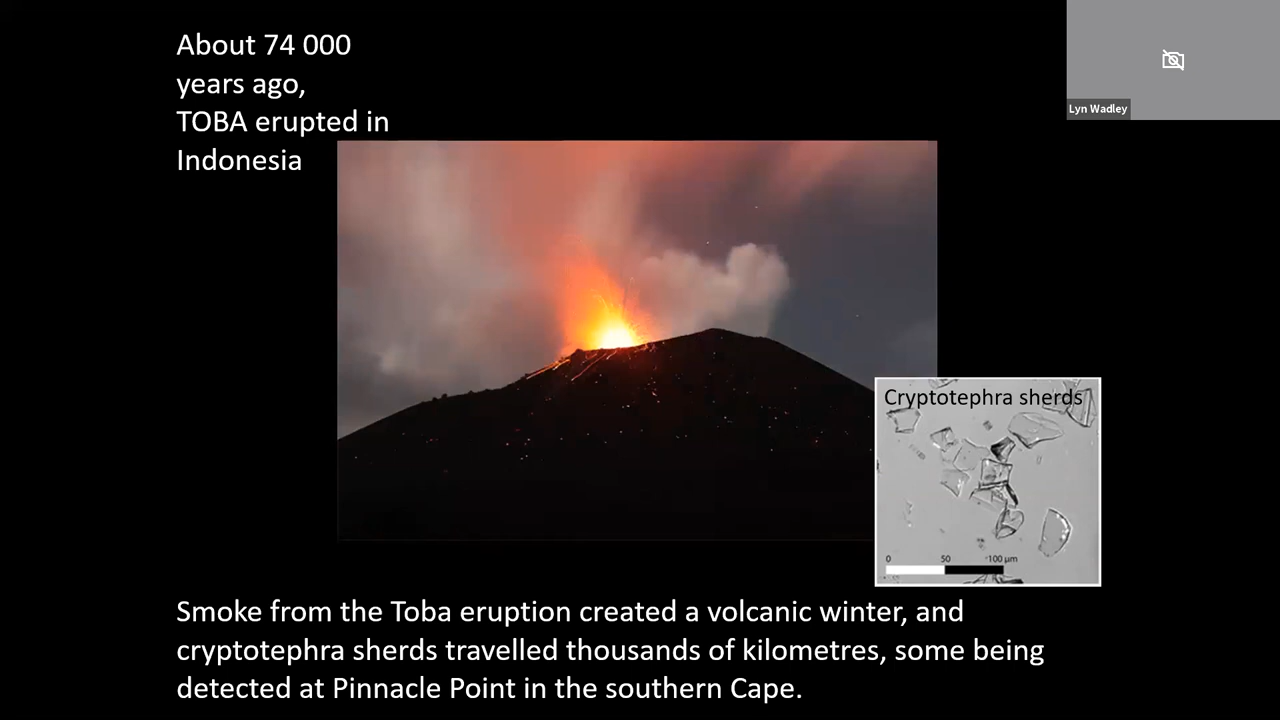 About 74 000
years ago,
TOBA erupted in
Indonesia
Lyn Wadley
Cryptotephra sherds
0 50 100 µm
Smoke from the Toba eruption created a volcanic winter, and
cryptotephra sherds travelled thousands of kilometres, some being
detected at Pinnacle Point in the southern Cape.